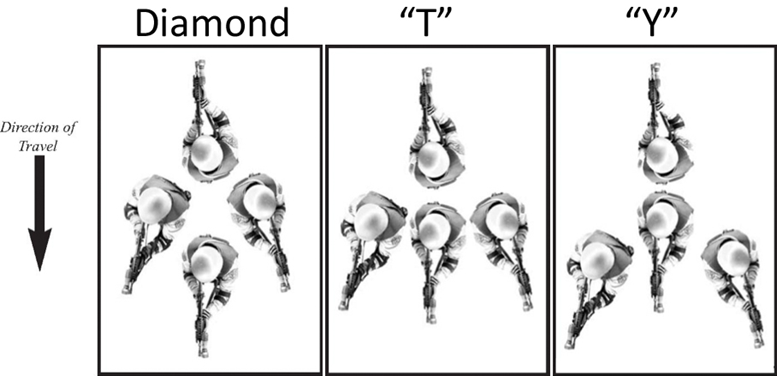 Diamond
“T”
“Y”
Direction of
Travel